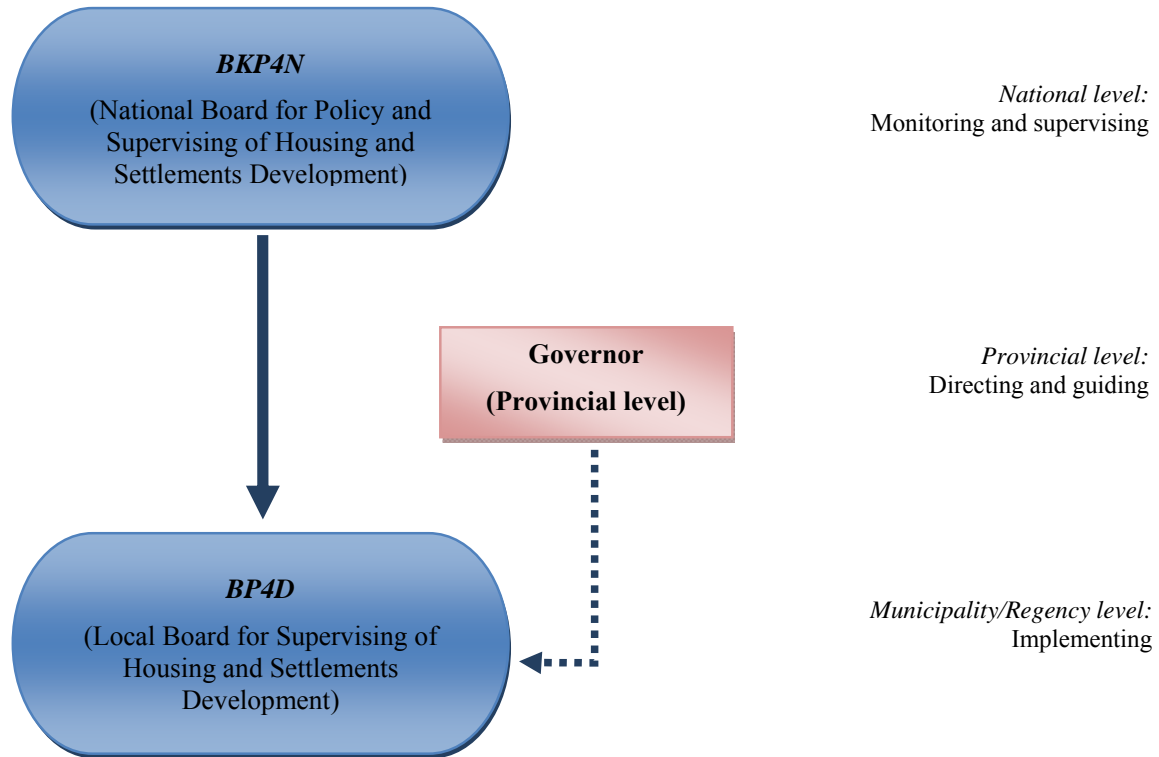 BKP4N
(National Board for Policy and
Supervising of Housing and
Settlements Development)
National level:
Monitoring and supervising
Governor
(Provincial level)
Provincial level:
Directing and guiding
BP4D
(Local Board for Supervising of
Housing and Settlements
Development)
Municipality/Regency level:
Implementing